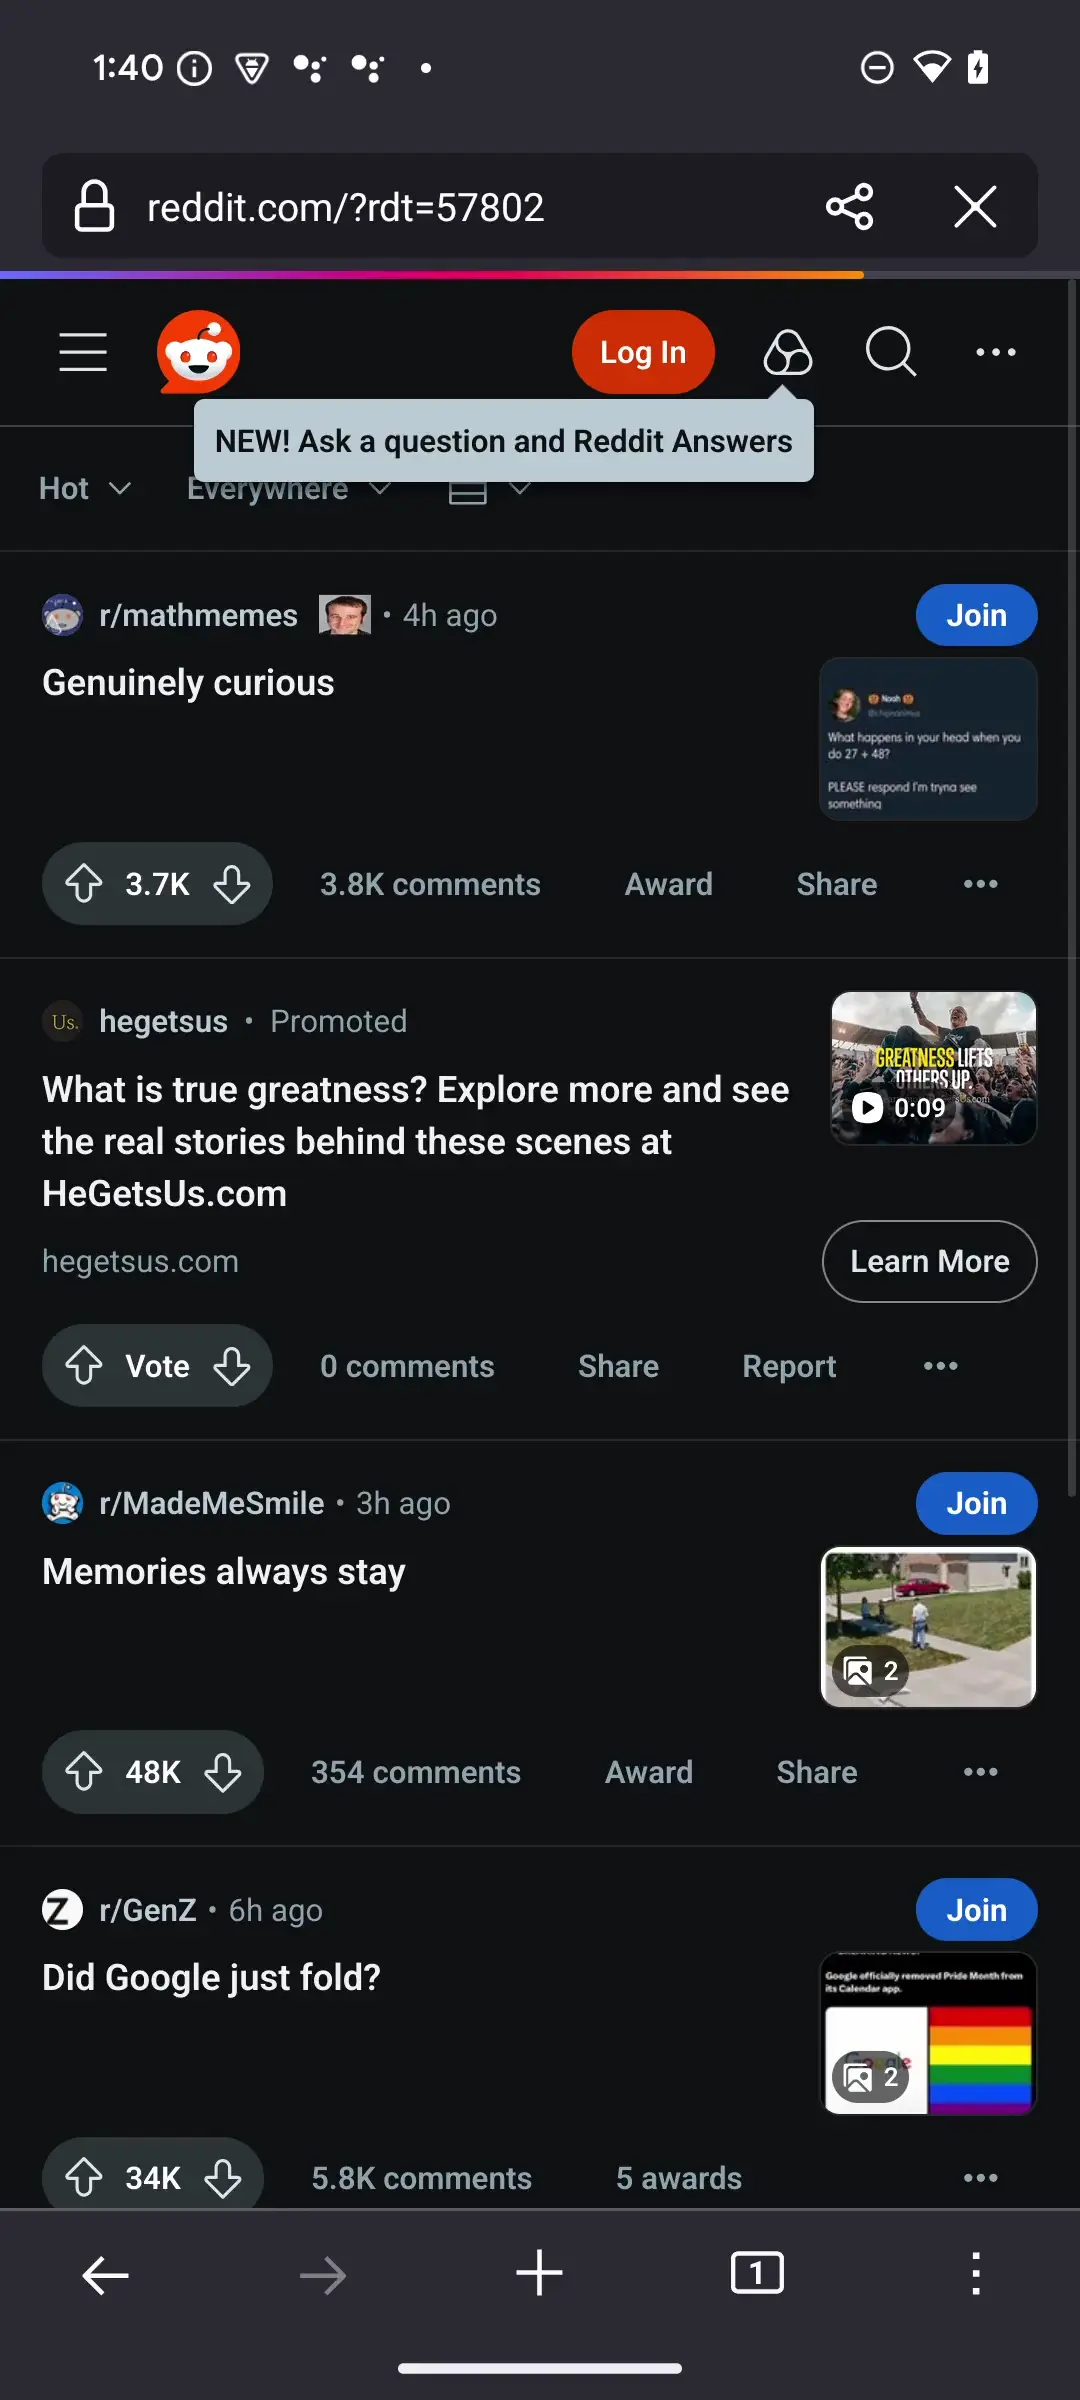 1:40
reddit.com/?rdt=57802
Log In
NEW! Ask a question and Reddit Answers
Hot
Everywhere
r/mathmemes • 4h ago
Join
Genuinely curious
Noah
What happens in your head when you
do 27 + 48?
PLEASE respond I'm tryna see
something
3.7K
3.8K comments
Award
Share
Us.
hegetsus • Promoted
What is true greatness? Explore more and see
the real stories behind these scenes at
HeGetsUs.com
GREATNESS LIFTS
OTHERS UP.
0:09
hegetsus.com
Learn More
Vote
0 comments
Share
Report
r/MadeMeSmile • 3h ago
Join
Memories always stay
2
48K
354 comments
Award
Share
Z
r/GenZ • 6h ago
Join
Did Google just fold?
Google officially removed Pride Month from
its Calendar app.
2
34K
5.8K comments
5 awards
1